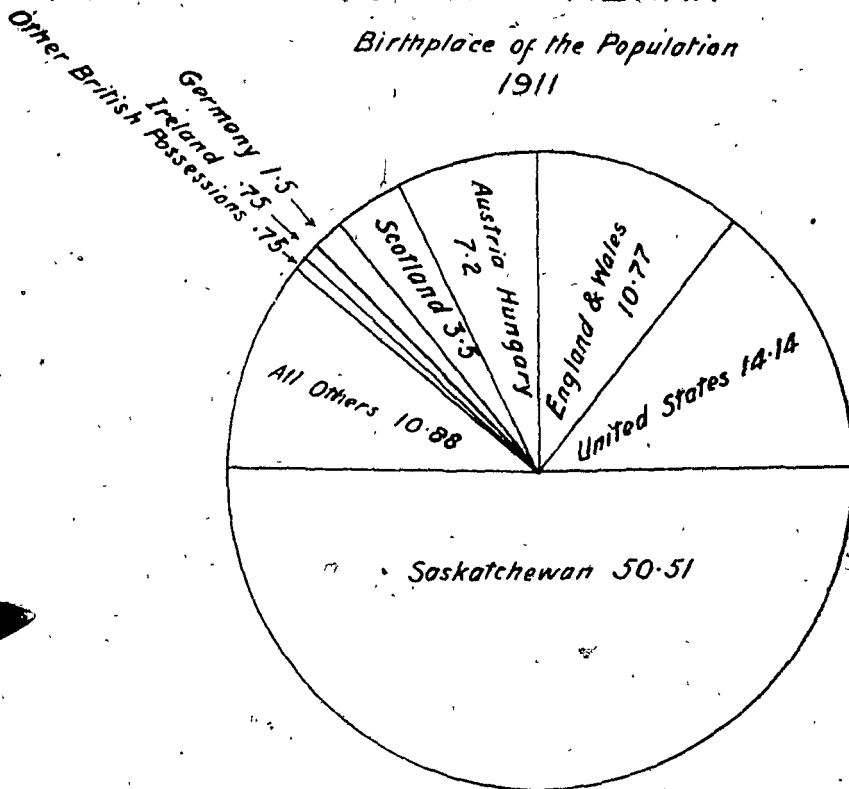 Birthplace of the Population
1911
Other British Possessions .75
Ireland .75
Germany 1.5
Scotland 3.5
Austria Hungary
7.2
England & Wales
10.77
United States 14.14
All Others 10.88
Saskatchewan 50.51